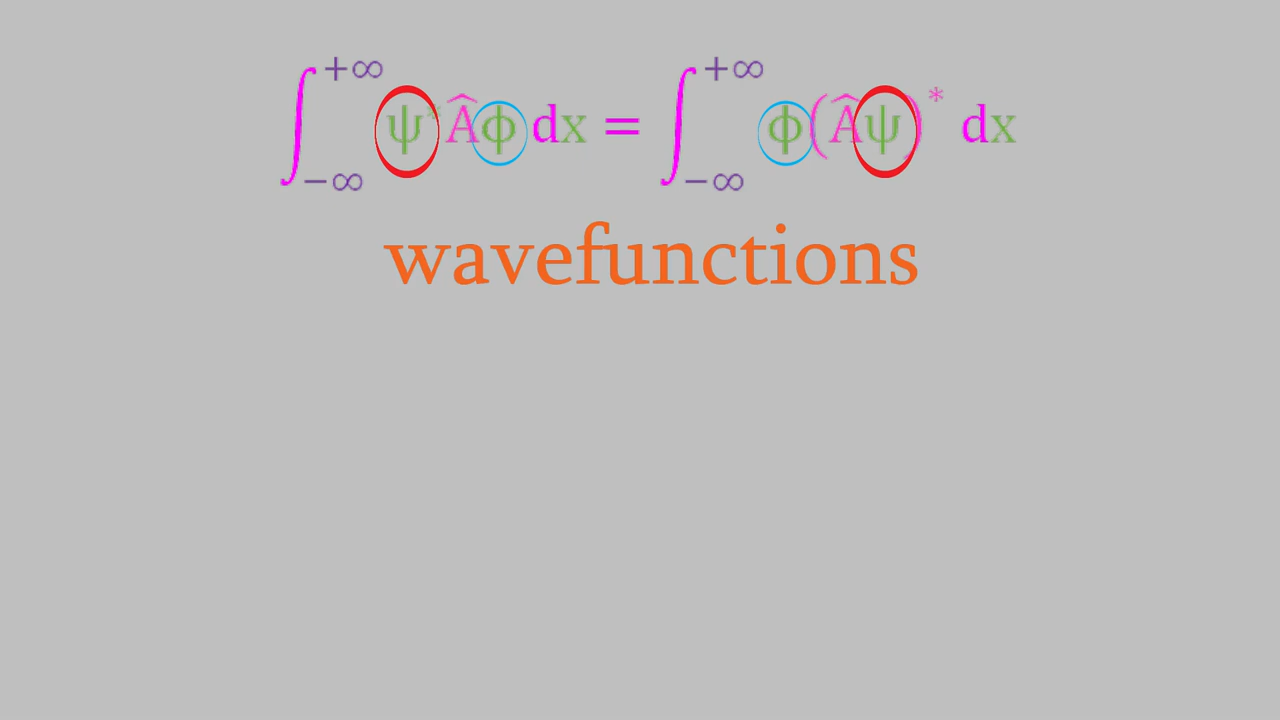 ∫₋∞⁺∞ ψ*Âϕ dx = ∫₋∞⁺∞ ϕ(Âψ)* dx
wavefunctions